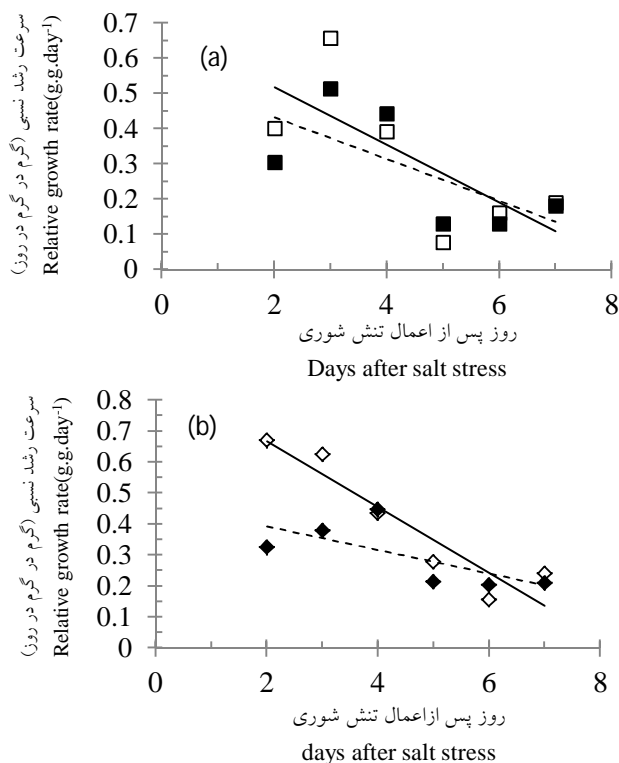 سرعت رشد نسبی (گرم در گرم در روز)
Relative growth rate(g.g.day-1)
(a)
0.7
0.6
0.5
0.4
0.3
0.2
0.1
0
0 2 4 6 8
روز پس از اعمال تنش شوری
Days after salt stress
سرعت رشد نسبی (گرم در گرم در روز)
Relative growth rate(g.g.day-1)
(b)
0.8
0.7
0.6
0.5
0.4
0.3
0.2
0.1
0
0 2 4 6 8
روز پس ازاعمال تنش شوری
days after salt stress